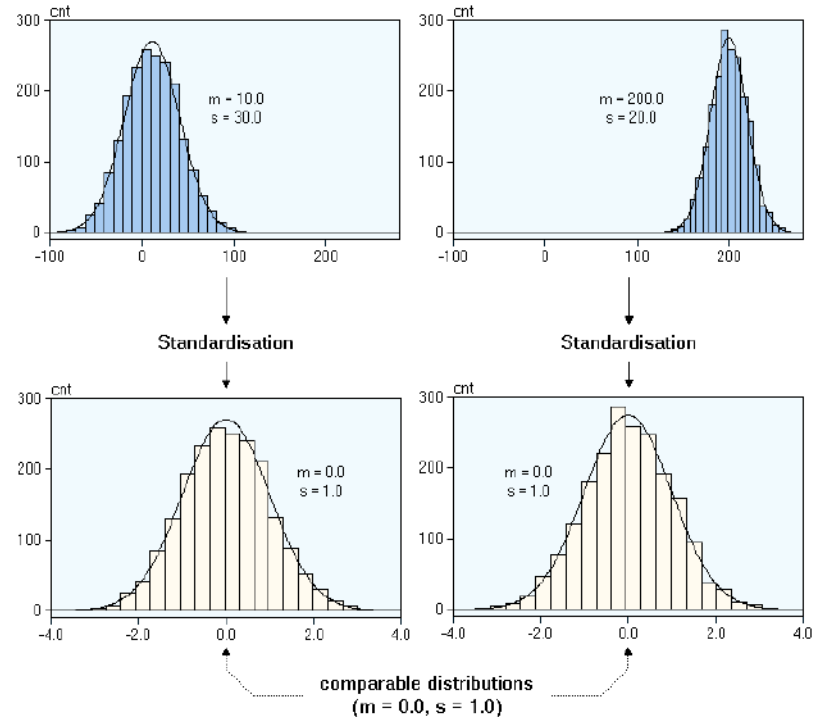 300 cnt
200
100
0
-100 0 100 200
m = 10.0
s = 30.0
300 cnt
200
100
0
-100 0 100 200
m = 200.0
s = 20.0
Standardisation
Standardisation
300 cnt
200
100
0
-4.0 -2.0 0.0 2.0 4.0
m = 0.0
s = 1.0
300 cnt
200
100
0
-4.0 -2.0 0.0 2.0 4.0
m = 0.0
s = 1.0
comparable distributions
(m = 0.0, s = 1.0)